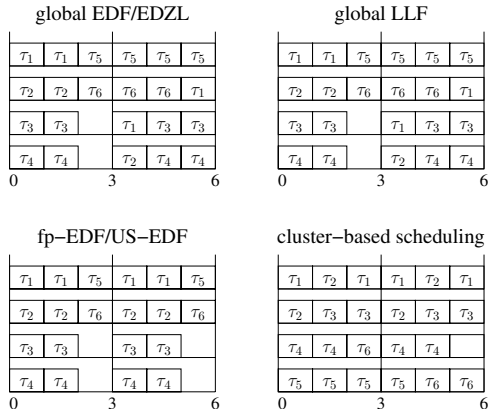 global EDF/EDZL
τ1 τ1 τ5 τ5 τ5 τ5
τ2 τ2 τ6 τ6 τ6 τ1
τ3 τ3 τ1 τ3 τ3
τ4 τ4 τ2 τ4 τ4
0 3 6
global LLF
τ1 τ1 τ5 τ5 τ5 τ5
τ2 τ2 τ6 τ6 τ6 τ1
τ3 τ3 τ1 τ3 τ3
τ4 τ4 τ2 τ4 τ4
0 3 6
fp−EDF/US−EDF
τ1 τ1 τ5 τ1 τ1 τ5
τ2 τ2 τ6 τ2 τ2 τ6
τ3 τ3 τ3 τ3
τ4 τ4 τ4 τ4
0 3 6
cluster−based scheduling
τ1 τ2 τ1 τ1 τ2 τ1
τ2 τ3 τ3 τ2 τ3 τ3
τ4 τ4 τ6 τ4 τ4
τ5 τ5 τ5 τ5 τ6 τ6
0 3 6